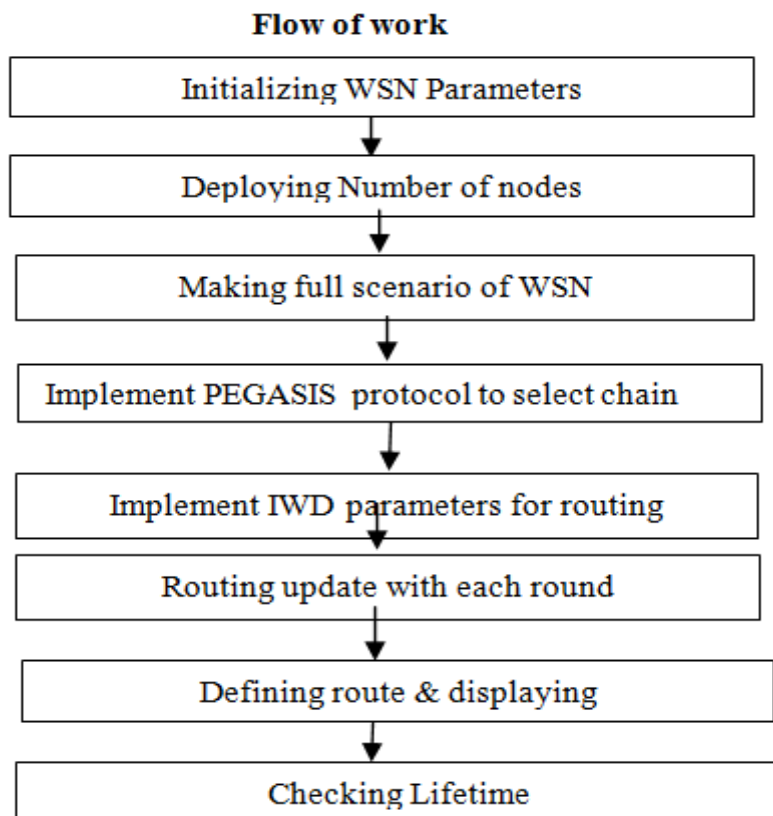 Flow of work
Initializing WSN Parameters
Deploying Number of nodes
Making full scenario of WSN
Implement PEGASIS protocol to select chain
Implement IWD parameters for routing
Routing update with each round
Defining route & displaying
Checking Lifetime